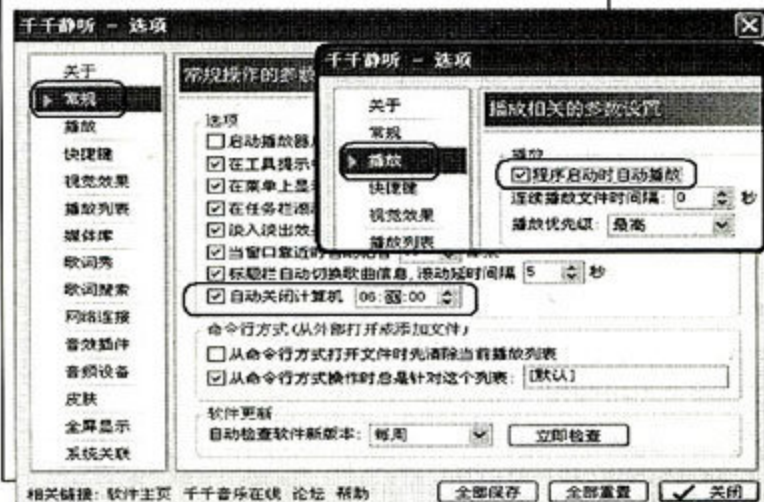 千千静听 - 选项
关于
常规
播放
快捷键
视觉效果
播放列表
媒体库
歌词秀
歌词搜索
网络连接
音效插件
音频设备
皮肤
全屏显示
系统关联
常规操作的参数
选项
启动播放器
在工具提示
在菜单上显
在任务栏
淡入淡出效
当窗口靠近时
标题栏自动切换歌曲信息,滚动延时间隔 5 秒
自动关闭计算机 06: :00
命令行方式(从外部打开或添加文件)
从命令行方式打开文件时先清除当前播放列表
从命令行方式操作时总是针对这个列表: [默认]
软件更新
自动检查软件新版本: 每周 立即检查
千千静听 - 选项
关于
常规
播放
快捷键
视觉效果
播放列表
播放相关的参数设置
播放
程序启动时自动播放
连续播放文件时间隔: 0 秒
播放优先级: 最高
相关链接: 软件主页 千千音乐在线 论坛 帮助 全部保存 全部重置 关闭